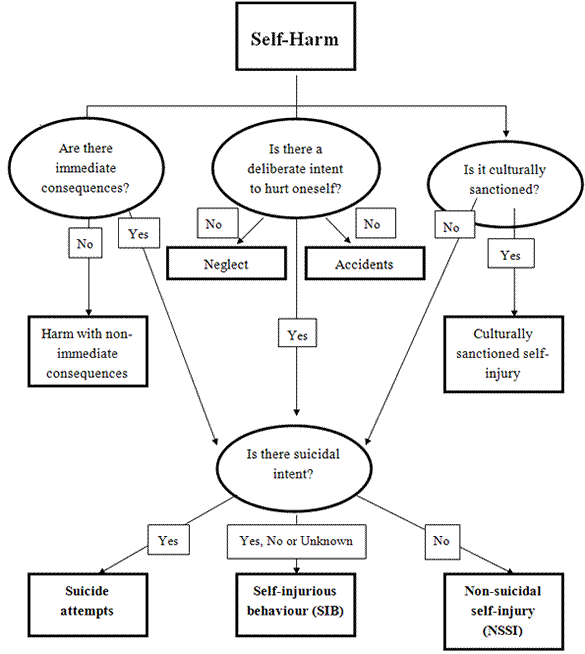 Self-Harm
Are there
immediate
consequences?
Is there a
deliberate intent
to hurt oneself?
Is it culturally
sanctioned?
No
Yes
No
No
No
Yes
Neglect
Accidents
Yes
Harm with non-
immediate
consequences
Culturally
sanctioned self-
injury
Is there suicidal
intent?
Yes
Yes, No or Unknown
No
Suicide
attempts
Self-injurious
behaviour (SIB)
Non-suicidal
self-injury
(NSSI)